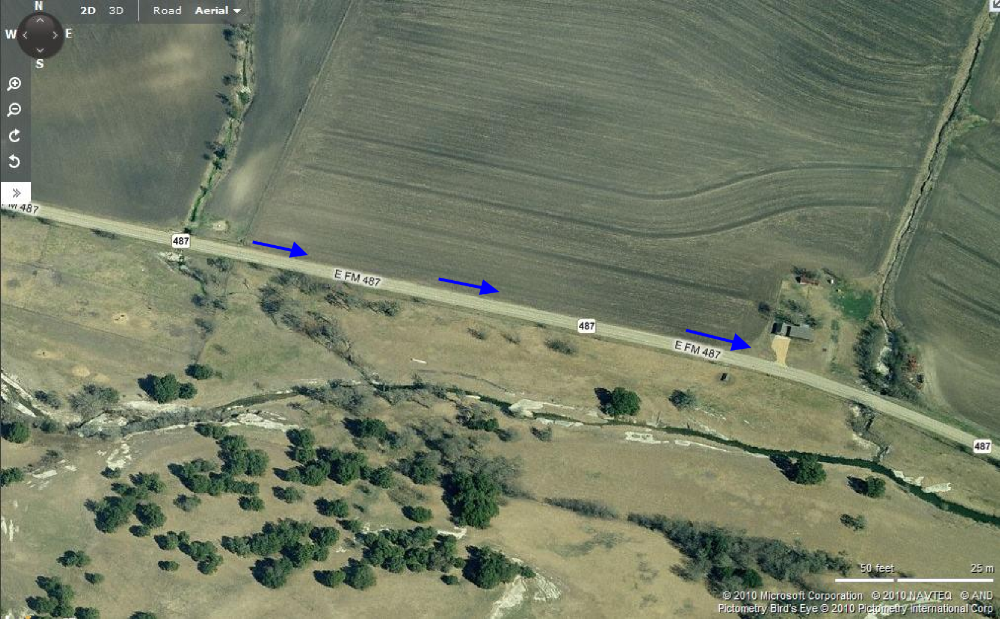 N
2D 3D Road Aerial
W E
S
M 487
487
E FM 487
487
E FM 487
487
50 feet 25 m
© 2010 Microsoft Corporation © 2010 NAVTEQ © AND
Pictometry Bird's Eye © 2010 Pictometry International Corp